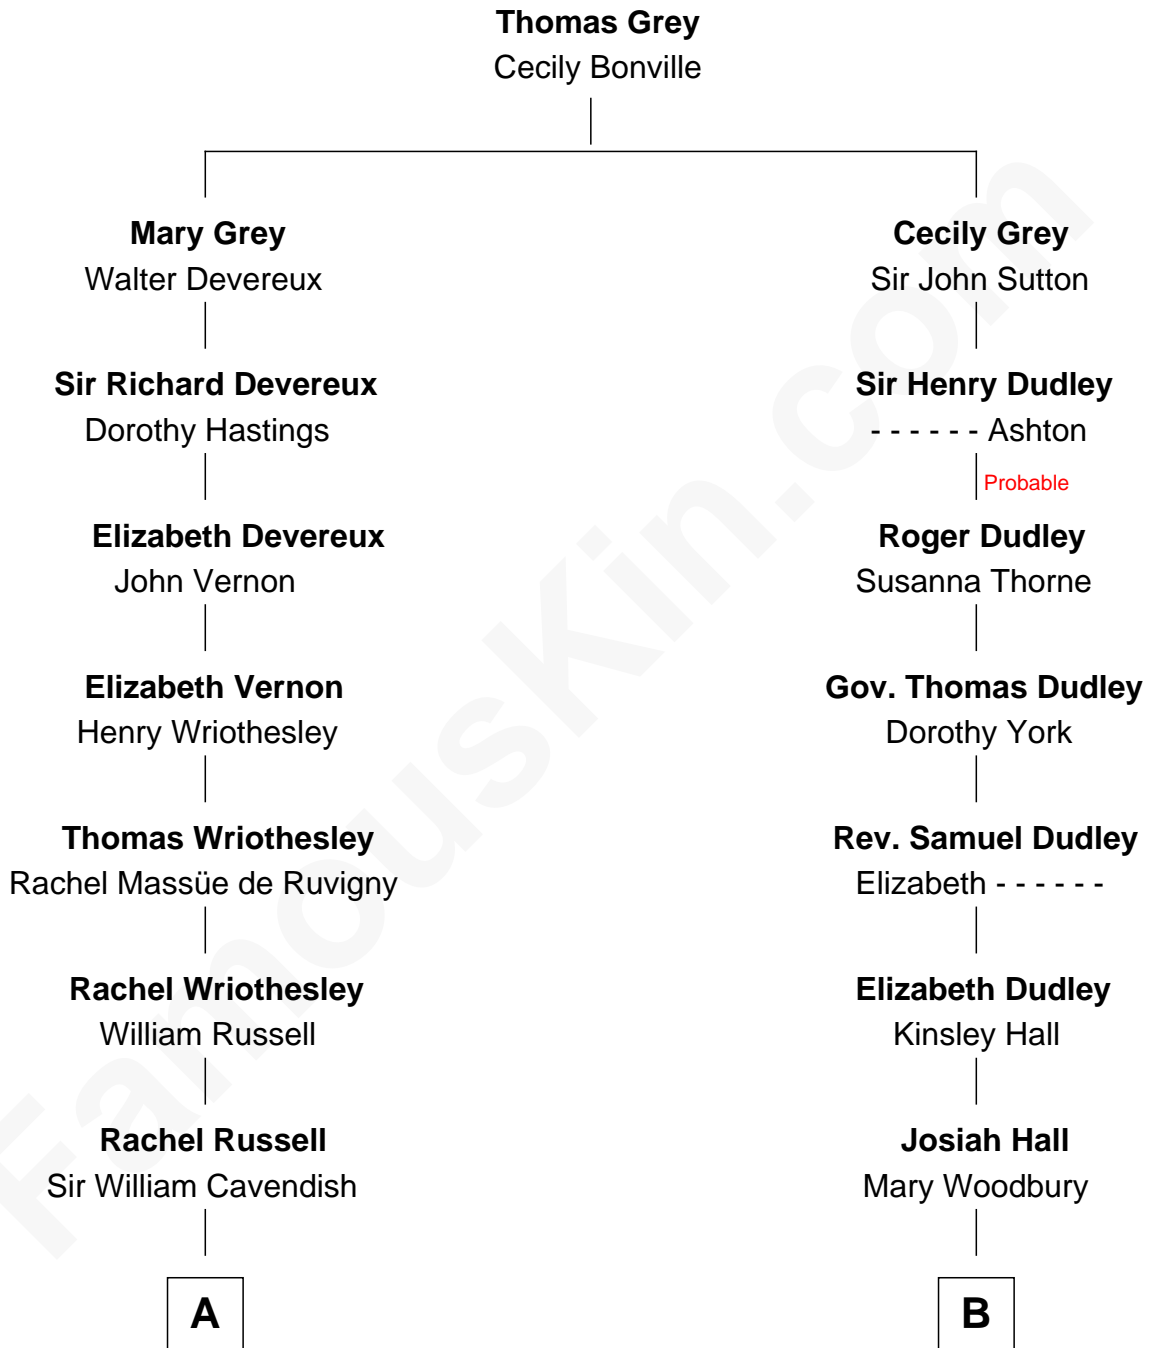 Thomas Grey
Cecily Bonville
Mary Grey
Walter Devereux
Cecily Grey
Sir John Sutton
Sir Richard Devereux
Dorothy Hastings
Sir Henry Dudley
- - - - - - Ashton
Probable
Elizabeth Devereux
John Vernon
Roger Dudley
Susanna Thorne
Elizabeth Vernon
Henry Wriothesley
Gov. Thomas Dudley
Dorothy York
Thomas Wriothesley
Rachel Massüe de Ruvigny
Rev. Samuel Dudley
Elizabeth - - - - - -
Rachel Wriothesley
William Russell
Elizabeth Dudley
Kinsley Hall
Rachel Russell
Sir William Cavendish
Josiah Hall
Mary Woodbury
A
B
FamousKin.com